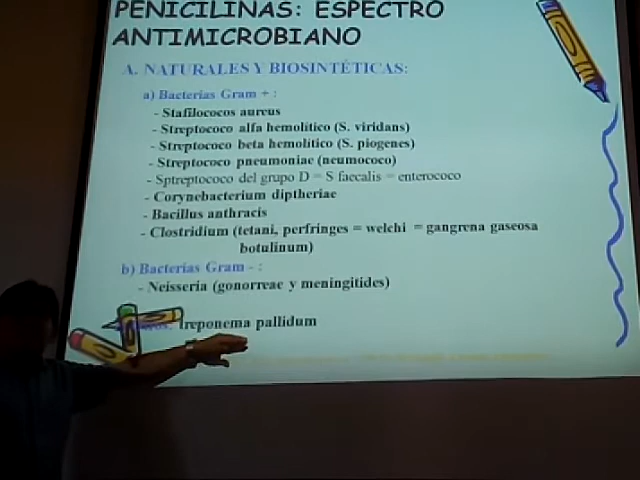 PENICILINAS: ESPECTRO
ANTIMICROBIANO
A. NATURALES Y BIOSINTÉTICAS:
a) Bacterias Gram + :
- Stafilococos aureus
- Streptococo alfa hemolítico (S. viridans)
- Streptococo beta hemolítico (S. piogenes)
- Streptococo pneumoniae (neumococo)
- Sptreptococo del grupo D = S faecalis = enterococo
- Corynebacterium diptheriae
- Bacillus anthracis
- Clostridium (tetani, perfringes = welchi = gangrena gaseosa
botulinum)
b) Bacterias Gram - :
- Neisseria (gonorreae y meningitides)
treponema pallidum